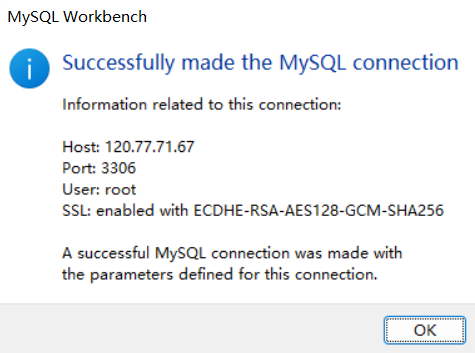 MySQL Workbench
Successfully made the MySQL connection
Information related to this connection:
Host: 120.77.71.67
Port: 3306
User: root
SSL: enabled with ECDHE-RSA-AES128-GCM-SHA256
A successful MySQL connection was made with
the parameters defined for this connection.
OK